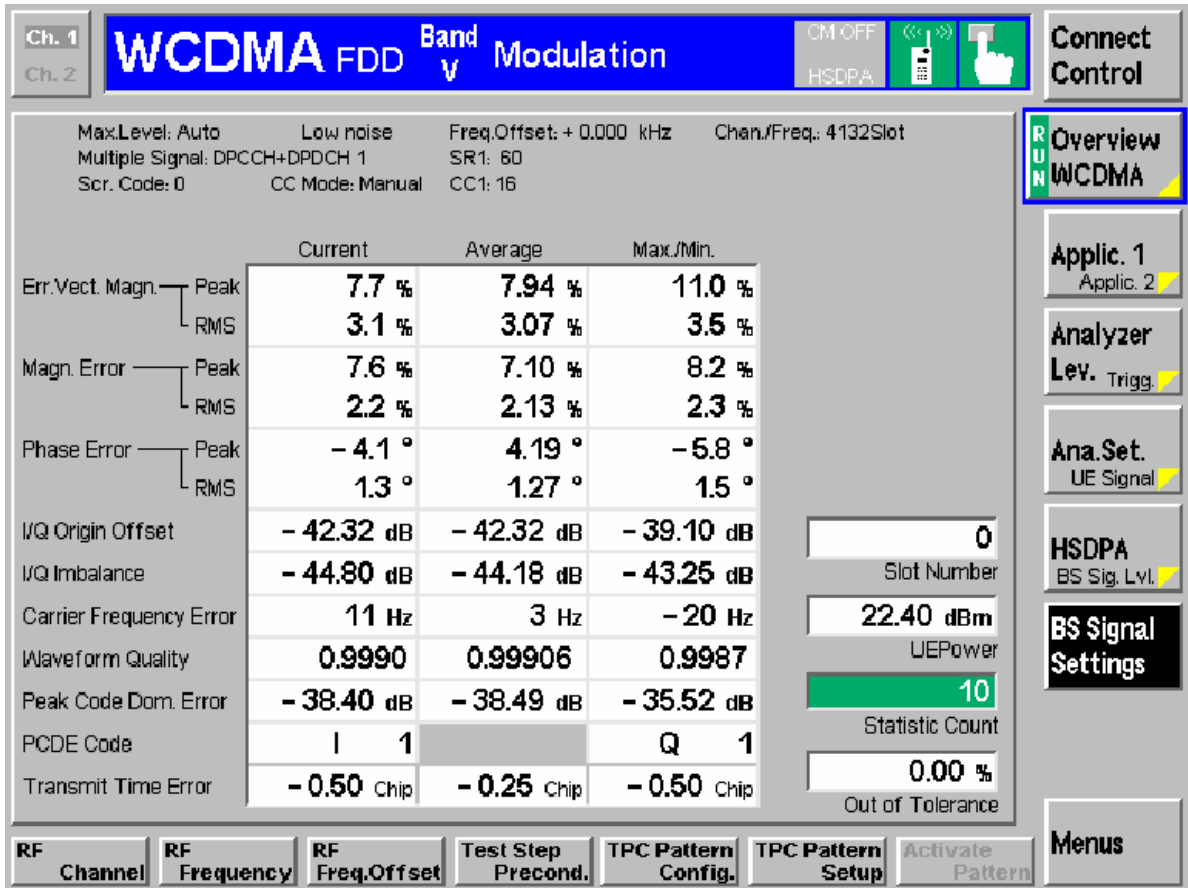 Ch. 1
Ch. 2
WCDMA FDD Band V Modulation
CM OFF
HSDPA
Connect Control
Max.Level: Auto Low noise Freq.Offset: + 0.000 kHz Chan./Freq.: 4132Slot
Multiple Signal: DPCCH+DPDCH 1 SR1: 60
Scr. Code: 0 CC Mode: Manual CC1: 16
RUN
Overview WCDMA
Current Average Max./Min.
Err.Vect. Magn. Peak 7.7 % 7.94 % 11.0 %
RMS 3.1 % 3.07 % 3.5 %
Magn. Error Peak 7.6 % 7.10 % 8.2 %
RMS 2.2 % 2.13 % 2.3 %
Phase Error Peak – 4.1 ° 4.19 ° – 5.8 °
RMS 1.3 ° 1.27 ° 1.5 °
I/Q Origin Offset – 42.32 dB – 42.32 dB – 39.10 dB
I/Q Imbalance – 44.80 dB – 44.18 dB – 43.25 dB
Carrier Frequency Error 11 Hz 3 Hz – 20 Hz
Waveform Quality 0.9990 0.99906 0.9987
Peak Code Dom. Error – 38.40 dB – 38.49 dB – 35.52 dB
PCDE Code I 1 Q 1
Transmit Time Error – 0.50 Chip – 0.25 Chip – 0.50 Chip
0
Slot Number
22.40 dBm
UEPower
10
Statistic Count
0.00 %
Out of Tolerance
Applic. 1
Applic. 2
Analyzer
Lev. Trigg.
Ana.Set.
UE Signal
HSDPA
BS Sig. Lvl.
BS Signal
Settings
Menus
RF Channel
RF Frequency
RF Freq.Offset
Test Step Precond.
TPC Pattern Config.
TPC Pattern Setup
Activate Pattern